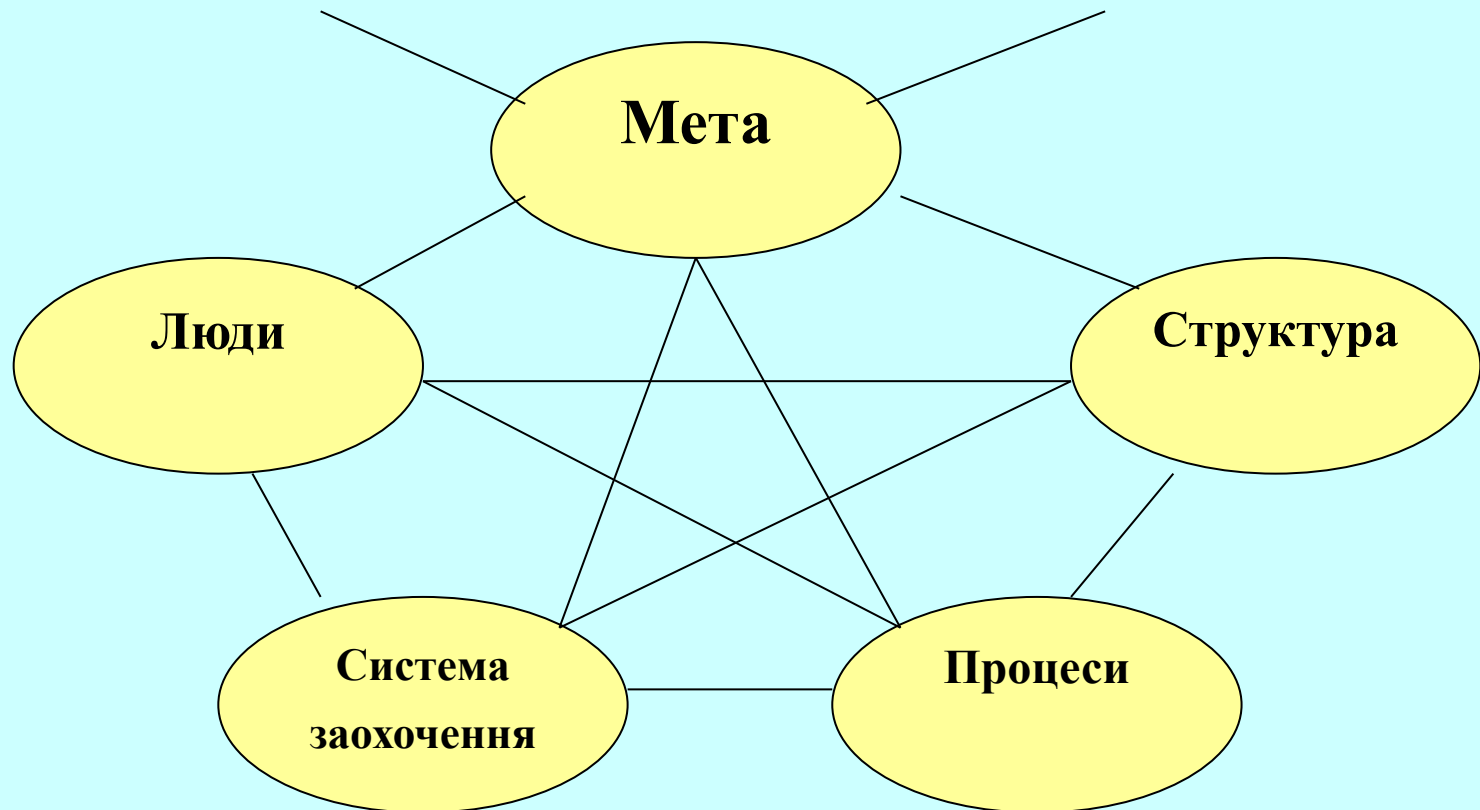 Мета
Люди
Структура
Система
заохочення
Процеси